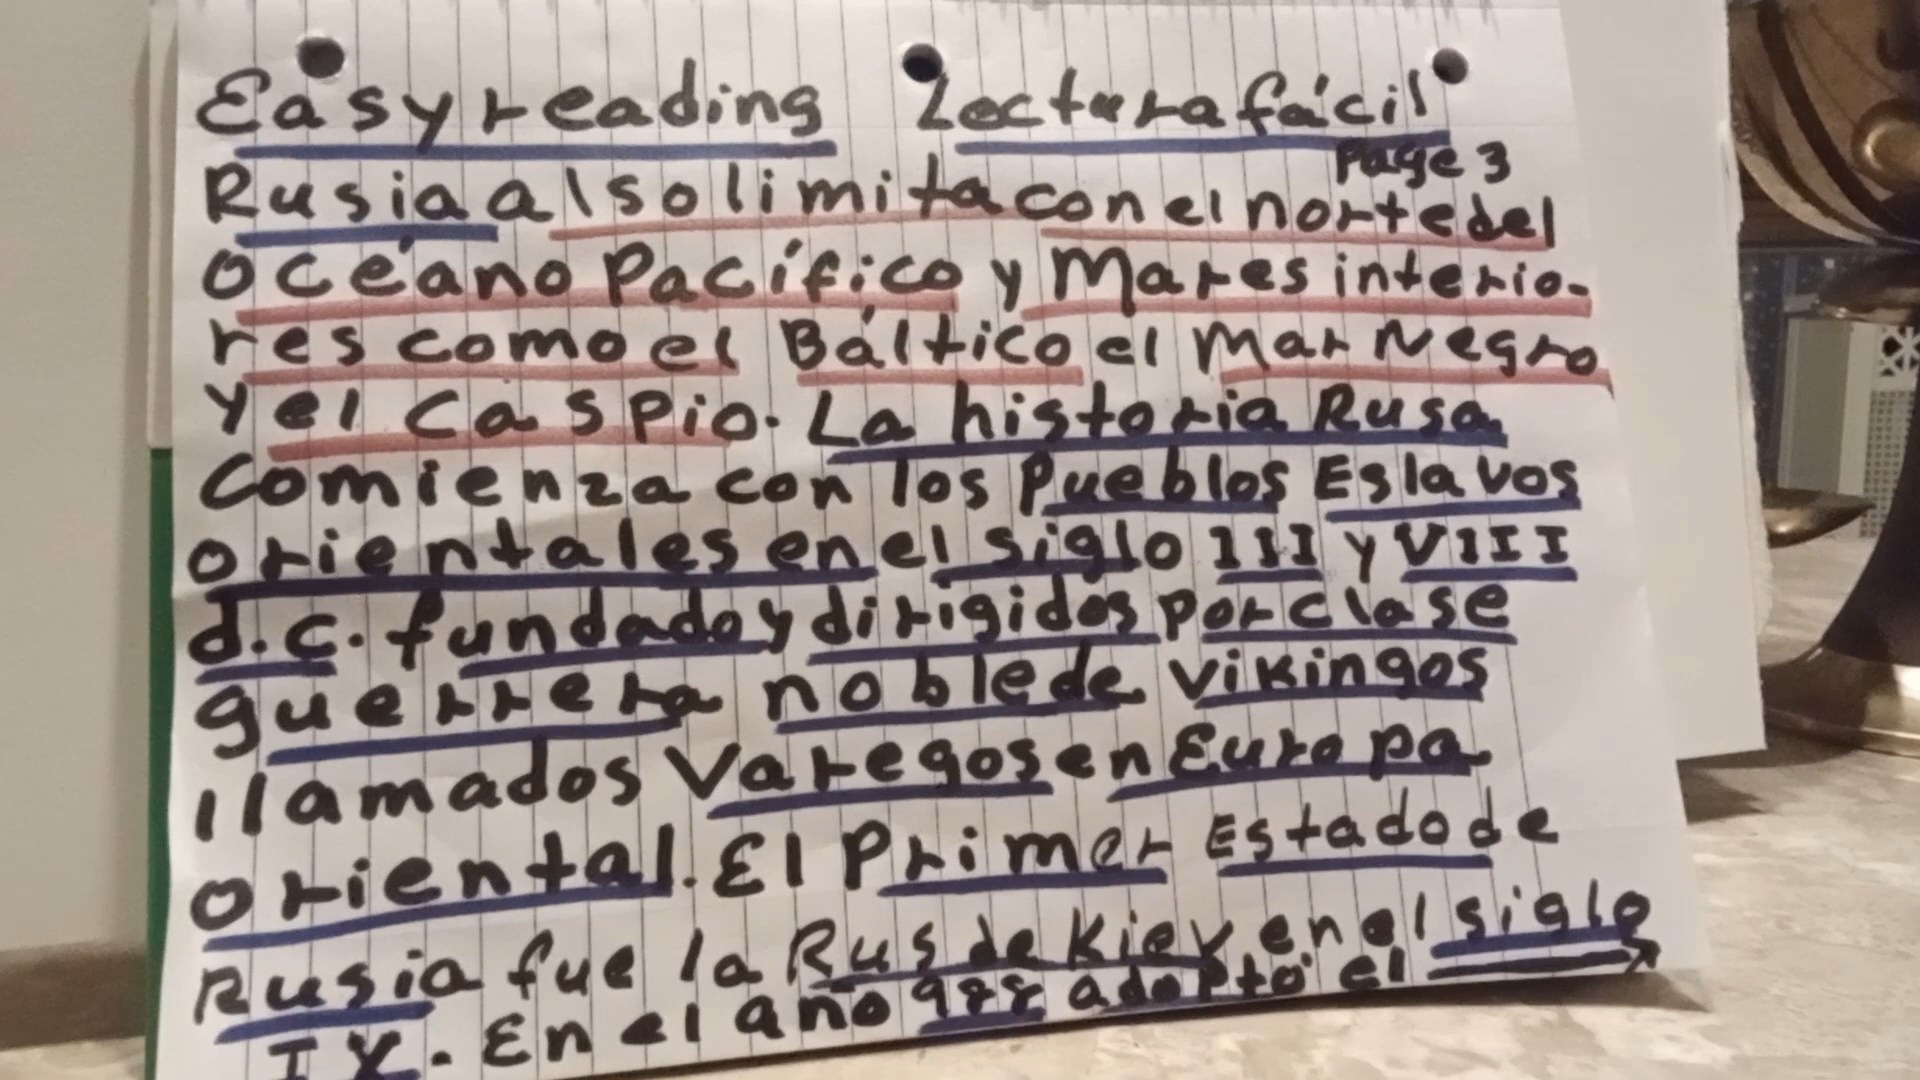 Easy reading Lectura fácil
Page 3
Rusia also limita con el norte del
Océano Pacífico y Mares interio-
res como el Báltico el Mar Negro
y el Caspio. La historia Rusa
Comienza con los Pueblos Eslavos
orientales en el siglo III y VIII
d.C. fundado y dirigidos por clase
guerrera noble de vikingos
llamados Varegos en Europa
oriental. El Primer Estado de
Rusia fue la Rus de Kiev en el siglo
IX. En el año 988 adoptó el